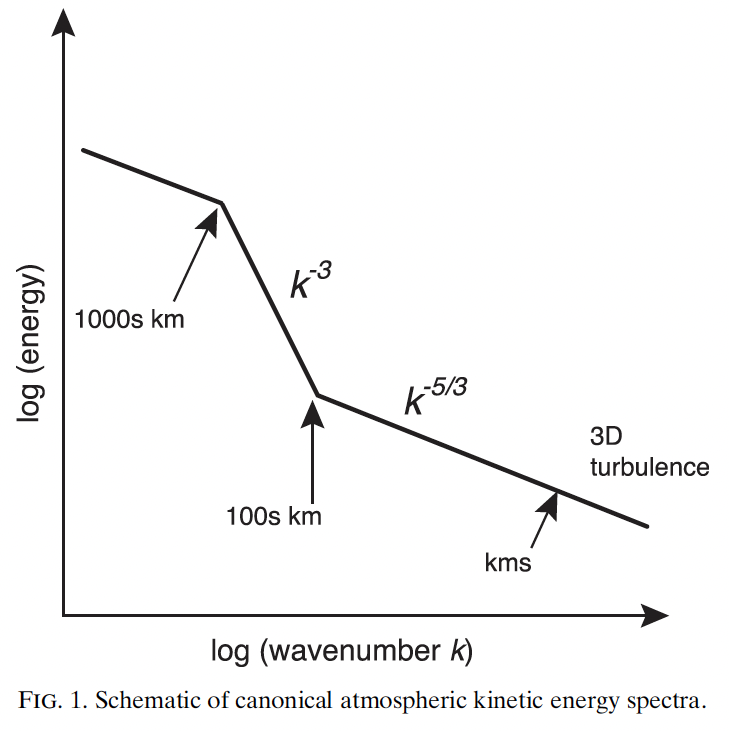 log (energy)
1000s km
k-3
k-5/3
3D
turbulence
100s km
kms
log (wavenumber k)
FIG. 1. Schematic of canonical atmospheric kinetic energy spectra.